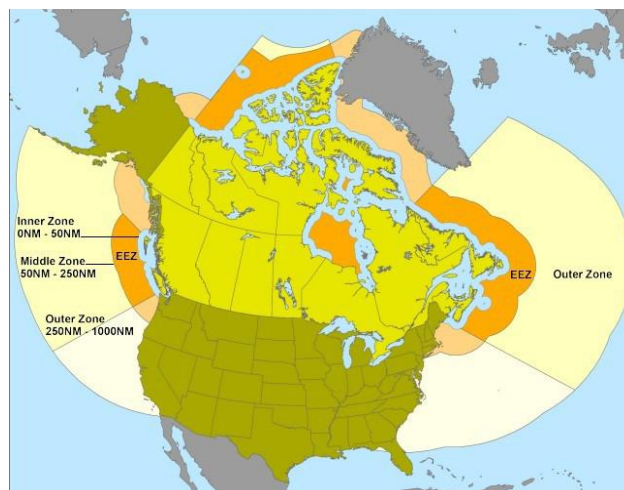 Inner Zone
0NM - 50NM
Middle Zone
50NM - 250NM
EEZ
Outer Zone
250NM - 1000NM
EEZ
Outer Zone